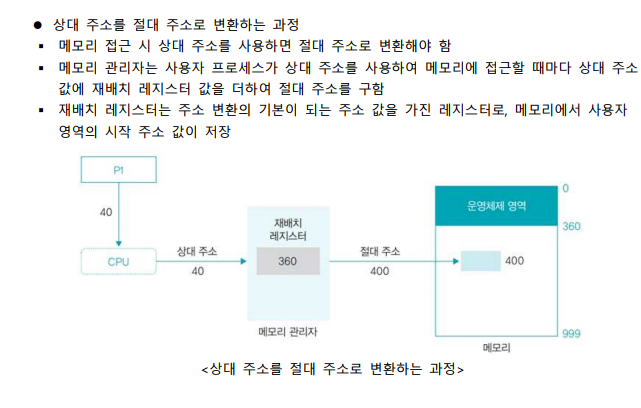 ● 상대 주소를 절대 주소로 변환하는 과정
▪ 메모리 접근 시 상대 주소를 사용하면 절대 주소로 변환해야 함
▪ 메모리 관리자는 사용자 프로세스가 상대 주소를 사용하여 메모리에 접근할 때마다 상대 주소
값에 재배치 레지스터 값을 더하여 절대 주소를 구함
▪ 재배치 레지스터는 주소 변환의 기본이 되는 주소 값을 가진 레지스터로, 메모리에서 사용자
영역의 시작 주소 값이 저장
P1
40
CPU
상대 주소
40
재배치
레지스터
360
메모리 관리자
절대 주소
400
운영체제 영역
0
360
400
999
메모리
<상대 주소를 절대 주소로 변환하는 과정>